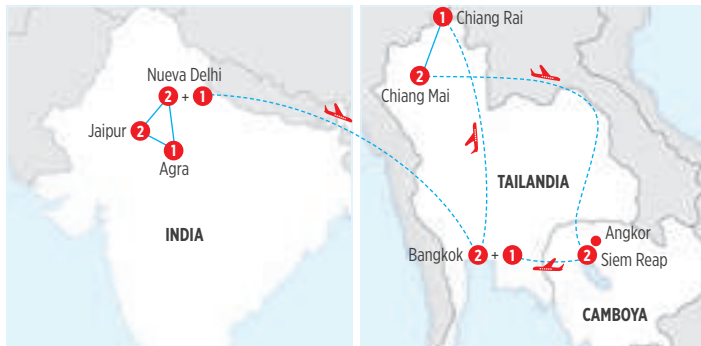 Nueva Delhi
2 + 1
Jaipur 2
1
Agra
INDIA
1 Chiang Rai
2
Chiang Mai
TAILANDIA
Angkor
Bangkok 2 + 1
2 Siem Reap
CAMBOYA